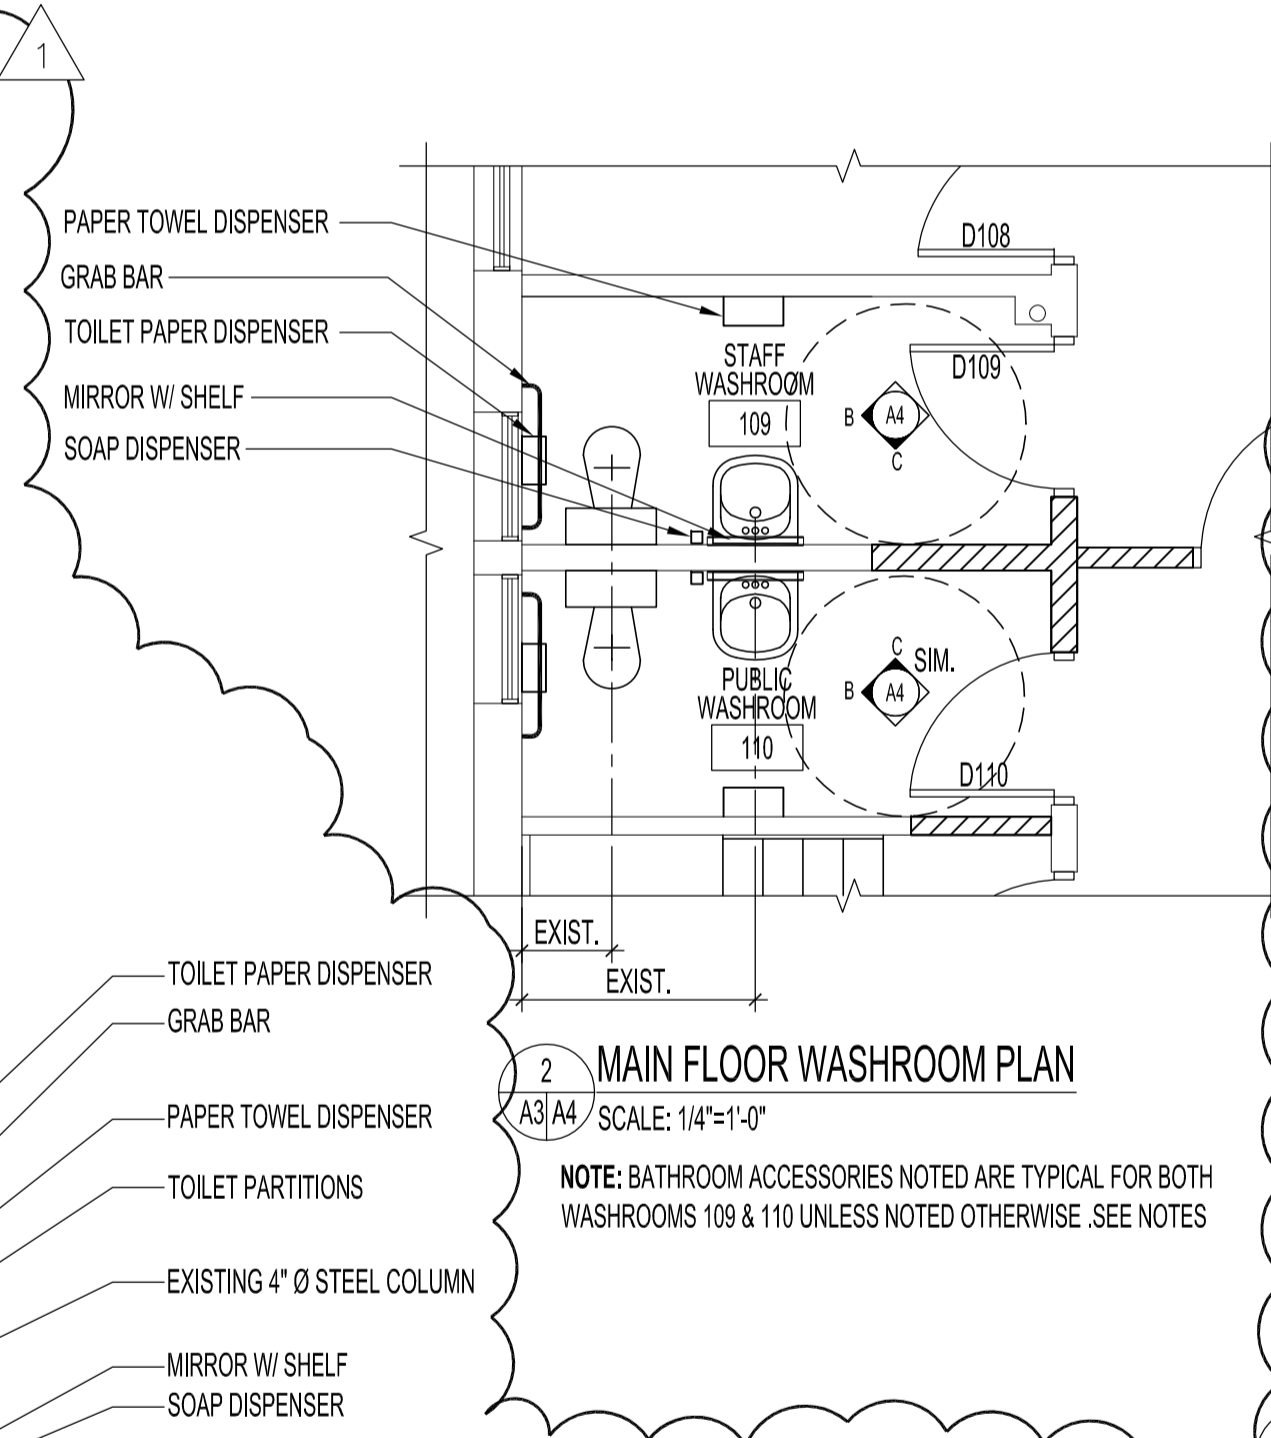 1
PAPER TOWEL DISPENSER
GRAB BAR
TOILET PAPER DISPENSER
MIRROR W/ SHELF
SOAP DISPENSER
D108
D109
STAFF
WASHROOM
109
B
A4
C
C
SIM.
B
A4
PUBLIC
WASHROOM
110
D110
EXIST.
EXIST.
TOILET PAPER DISPENSER
GRAB BAR
PAPER TOWEL DISPENSER
TOILET PARTITIONS
EXISTING 4" Ø STEEL COLUMN
MIRROR W/ SHELF
SOAP DISPENSER
2
A3 A4
MAIN FLOOR WASHROOM PLAN
SCALE: 1/4"=1'-0"
NOTE: BATHROOM ACCESSORIES NOTED ARE TYPICAL FOR BOTH
WASHROOMS 109 & 110 UNLESS NOTED OTHERWISE .SEE NOTES